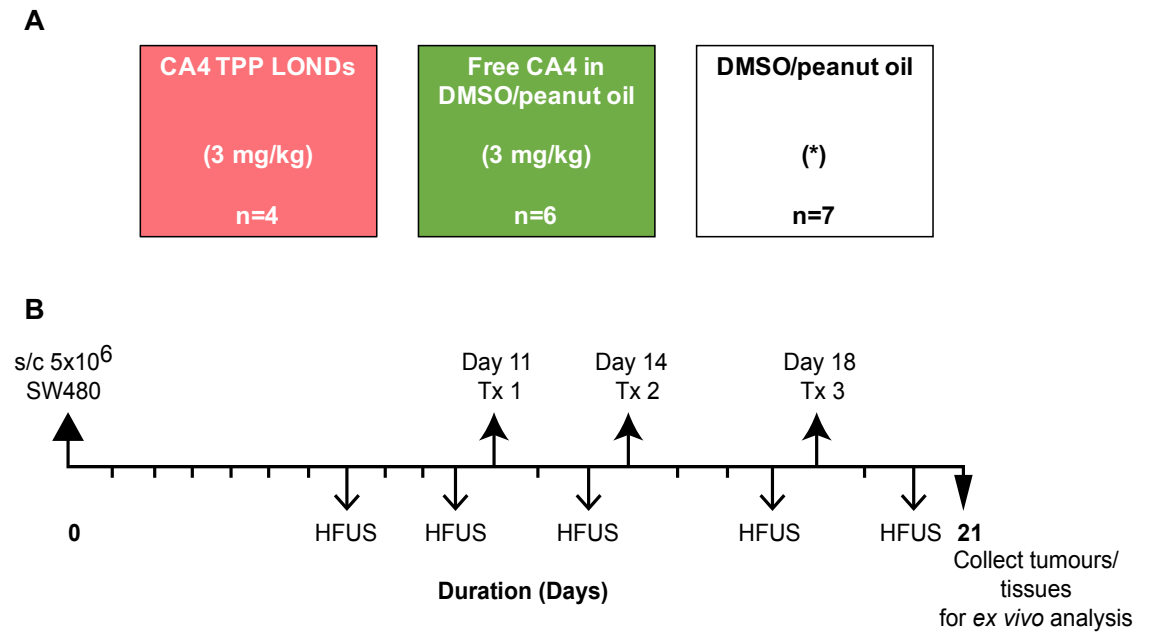 A
CA4 TPP LONDs
(3 mg/kg)
n=4
Free CA4 in
DMSO/peanut oil
(3 mg/kg)
n=6
DMSO/peanut oil
(*)
n=7
B
s/c 5x10⁶
SW480
Day 11
Tx 1
Day 14
Tx 2
Day 18
Tx 3
0
HFUS
HFUS
HFUS
HFUS
HFUS
21
Collect tumours/
tissues
for ex vivo analysis
Duration (Days)